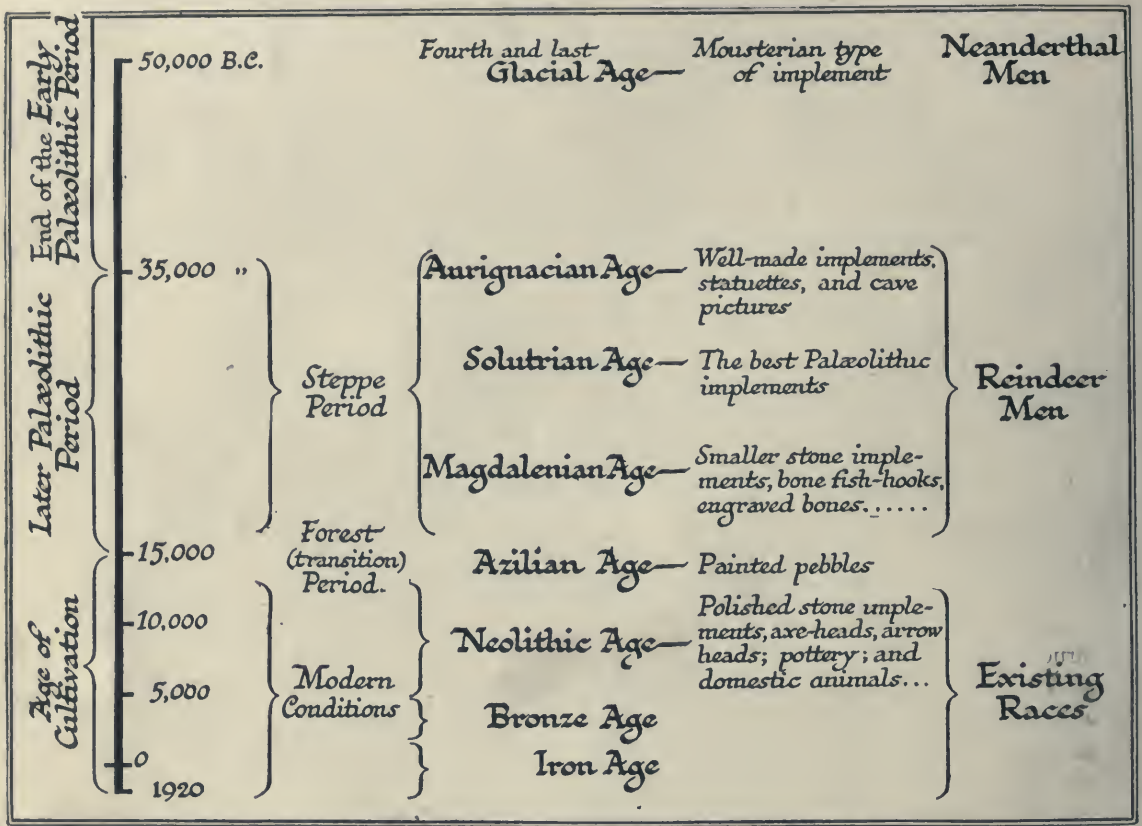 End of the Early
Palæolithic Period
50,000 B.C.
Fourth and last
Glacial Age—
Mousterian type
of implement
Neanderthal
Men
35,000 "
Later Palæolithic
Period
Steppe
Period
Aurignacian Age—
Well-made implements,
statuettes, and cave
pictures
Solutrian Age—
The best Palæolithic
implements
Magdalenian Age—
Smaller stone imple-
ments, bone fish-hooks,
engraved bones......
Reindeer
Men
15,000
Forest
(transition)
Period.
Azilian Age—
Painted pebbles
Age of
Cultivation
10,000
5,000
0
1920
Modern
Conditions
Neolithic Age—
Polished stone imple-
ments, axe-heads, arrow
heads; pottery; and
domestic animals...
Bronze Age
Iron Age
Existing
Races